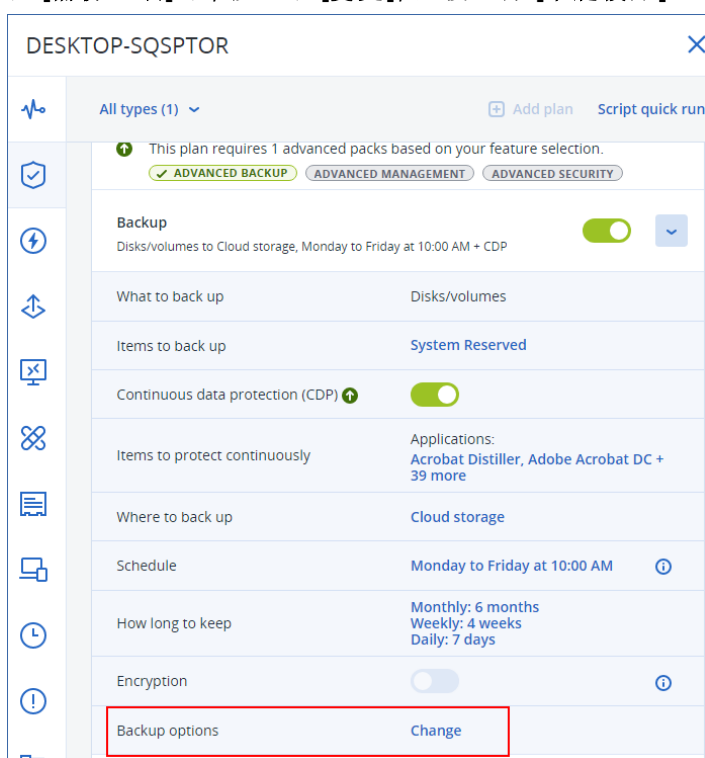 DESKTOP-SQSPTOR
All types (1)
Add plan
Script quick run
This plan requires 1 advanced packs based on your feature selection.
ADVANCED BACKUP
ADVANCED MANAGEMENT
ADVANCED SECURITY
Backup
Disks/volumes to Cloud storage, Monday to Friday at 10:00 AM + CDP
What to back up
Disks/volumes
Items to back up
System Reserved
Continuous data protection (CDP)
Items to protect continuously
Applications:
Acrobat Distiller, Adobe Acrobat DC +
39 more
Where to back up
Cloud storage
Schedule
Monday to Friday at 10:00 AM
How long to keep
Monthly: 6 months
Weekly: 4 weeks
Daily: 7 days
Encryption
Backup options
Change